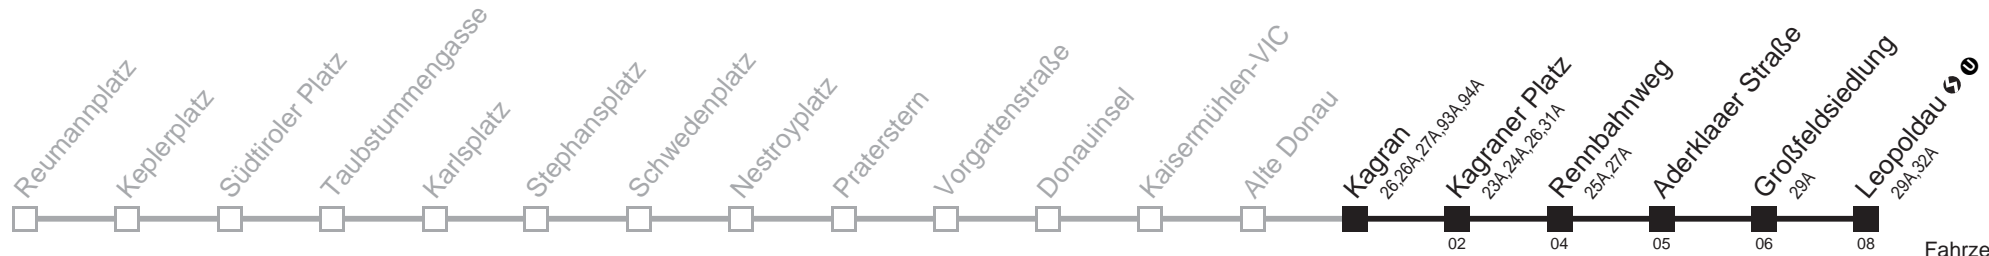 Reumannplatz
Keplerplatz
Südtiroler Platz
Taubstummengasse
Karlsplatz
Stephansplatz
Schwedenplatz
Nestroyplatz
Praterstern
Vorgartenstraße
Donauinsel
Kaisermühlen-VIC
Alte Donau
Kagran
26,26A,27A,93A,94A
Kagraner Platz
23A,24A,26,31A
Rennbahnweg
25A,27A
Aderklaaer Straße
Großfeldsiedlung
29A
Leopoldau S U
29A,32A
02
04
05
06
08
Fahrze